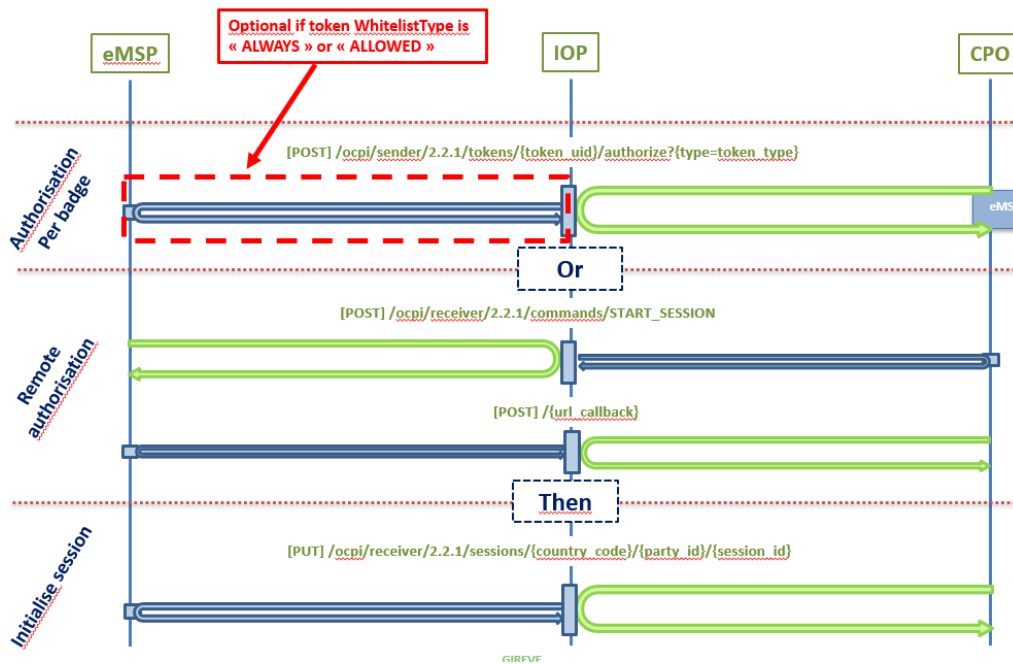 Optional if token WhitelistType is
« ALWAYS » or « ALLOWED »
eMSP
IOP
CPO
Authorisation
Per badge
[POST] /ocpi/sender/2.2.1/tokens/{token_uid}/authorize?{type=token_type}
eMS
Or
Remote
authorisation
[POST] /ocpi/receiver/2.2.1/commands/START_SESSION
[POST] /{url_callback}
Then
Initialise session
[PUT] /ocpi/receiver/2.2.1/sessions/{country_code}/{party_id}/{session_id}
GIREVE